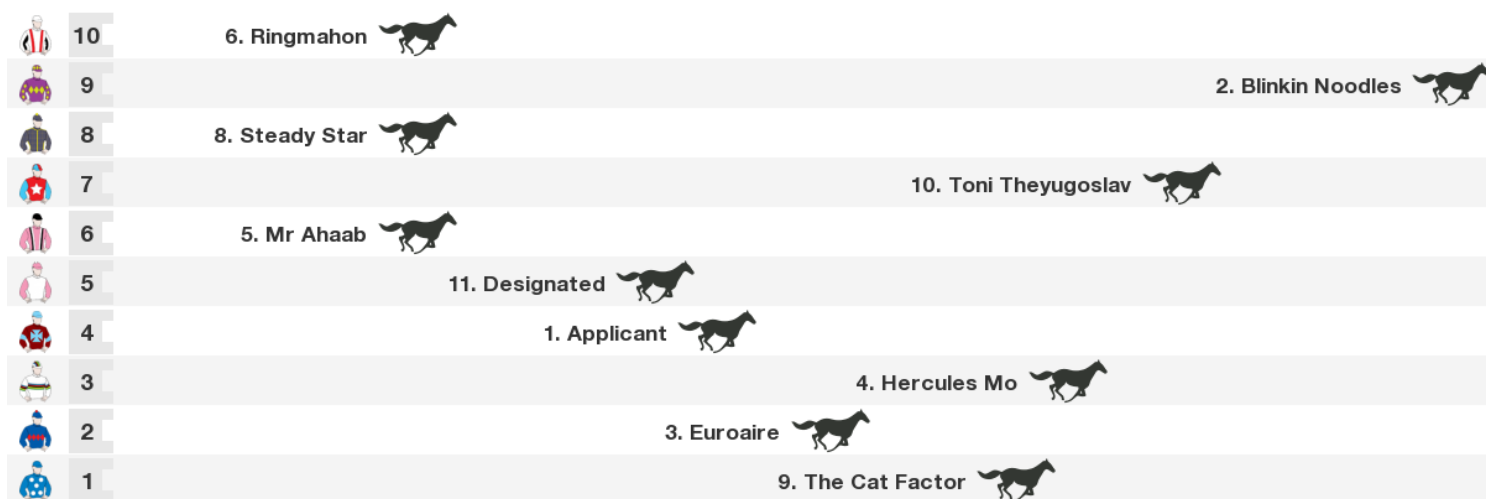 10 6. Ringmahon
9 2. Blinkin Noodles
8 8. Steady Star
7 10. Toni Theyugoslav
6 5. Mr Ahaab
5 11. Designated
4 1. Applicant
3 4. Hercules Mo
2 3. Euroaire
1 9. The Cat Factor